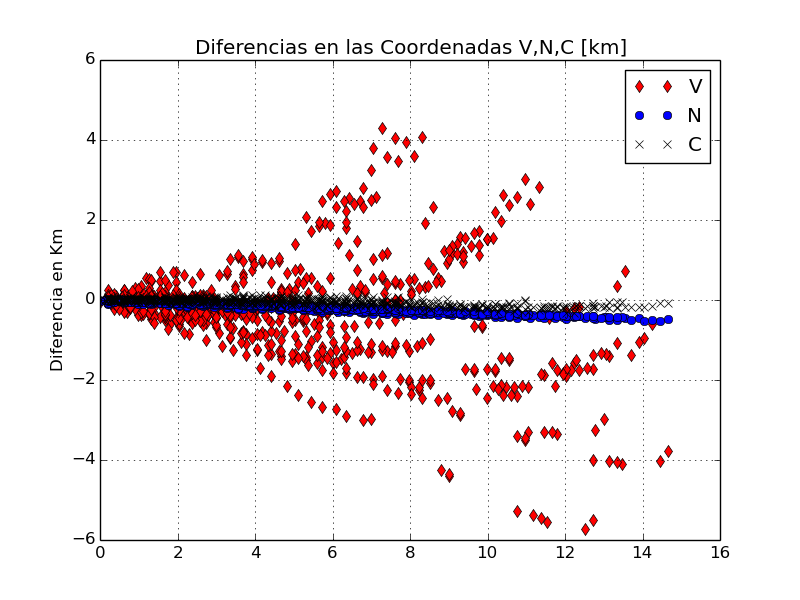 Diferencias en las Coordenadas V,N,C [km]
6
4
2
0
−2
−4
−6
Diferencia en Km
V
N
C
0 2 4 6 8 10 12 14 16